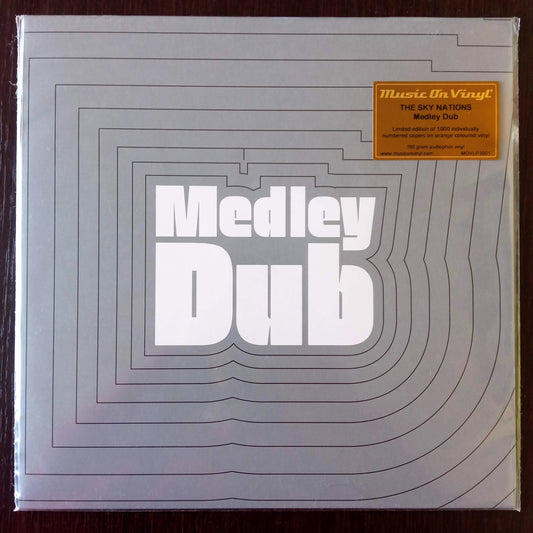 Music On Vinyl
THE SKY NATIONS
Medley Dub
Limited edition of 1000 individually
numbered copies on orange coloured vinyl
180 gram audiophile vinyl
www.musiconvinyl.com
Medley
Dub